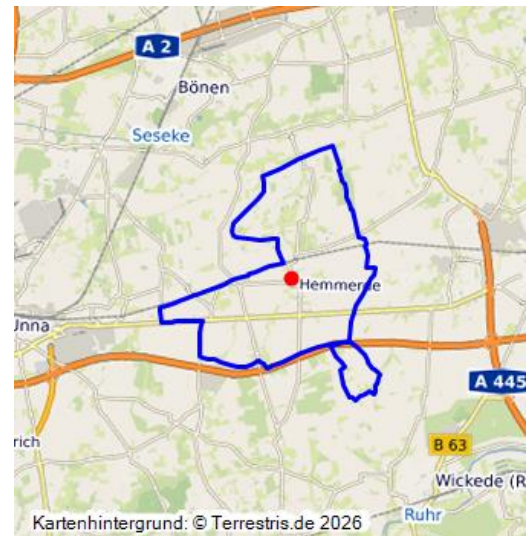 A 2
Bönen
Seseke
Hemmerde
Unna
A 445
rich
B 63
Wickede (R
Ruhr
Kartenhintergrund: © Terrestris.de 2026